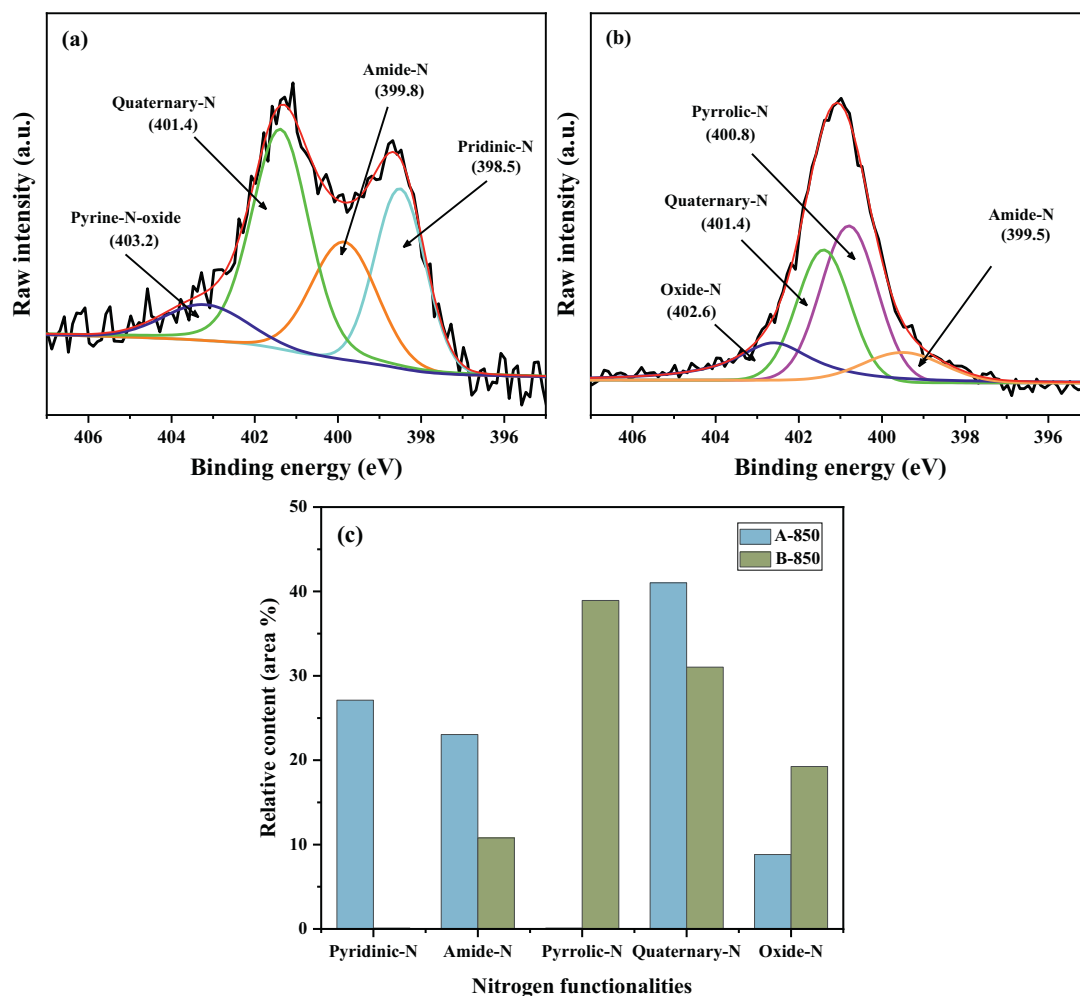 (a)
Quaternary-N
(401.4)
Amide-N
(399.8)
Pridinic-N
(398.5)
Pyrine-N-oxide
(403.2)
Raw intensity (a.u.)
406 404 402 400 398 396
Binding energy (eV)
(b)
Pyrrolic-N
(400.8)
Quaternary-N
(401.4)
Amide-N
(399.5)
Oxide-N
(402.6)
Raw intensity (a.u.)
406 404 402 400 398 396
Binding energy (eV)
(c)
A-850
B-850
Relative content (area %)
50
40
30
20
10
0
Pyridinic-N Amide-N Pyrrolic-N Quaternary-N Oxide-N
Nitrogen functionalities